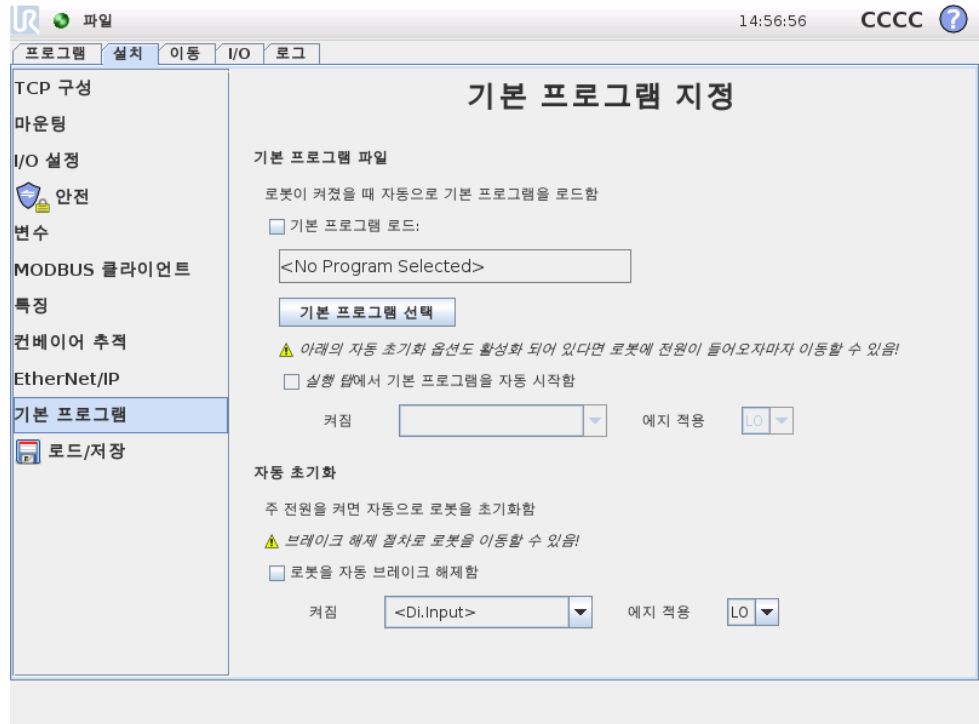 UR 파일 14:56:56 CCCC ?
프로그램 설치 이동 I/O 로그
TCP 구성
마운팅
I/O 설정
안전
변수
MODBUS 클라이언트
특징
컨베이어 추적
EtherNet/IP
기본 프로그램
로드/저장
기본 프로그램 지정
기본 프로그램 파일
로봇이 켜졌을 때 자동으로 기본 프로그램을 로드함
기본 프로그램 로드:
<No Program Selected>
기본 프로그램 선택
아래의 자동 초기화 옵션도 활성화 되어 있다면 로봇에 전원이 들어오자마자 이동할 수 있음!
실행 탭에서 기본 프로그램을 자동 시작함
켜짐 에지 적용 LO
자동 초기화
주 전원을 켜면 자동으로 로봇을 초기화함
브레이크 해제 절차로 로봇을 이동할 수 있음!
로봇을 자동 브레이크 해제함
켜짐 <Di.Input> 에지 적용 LO